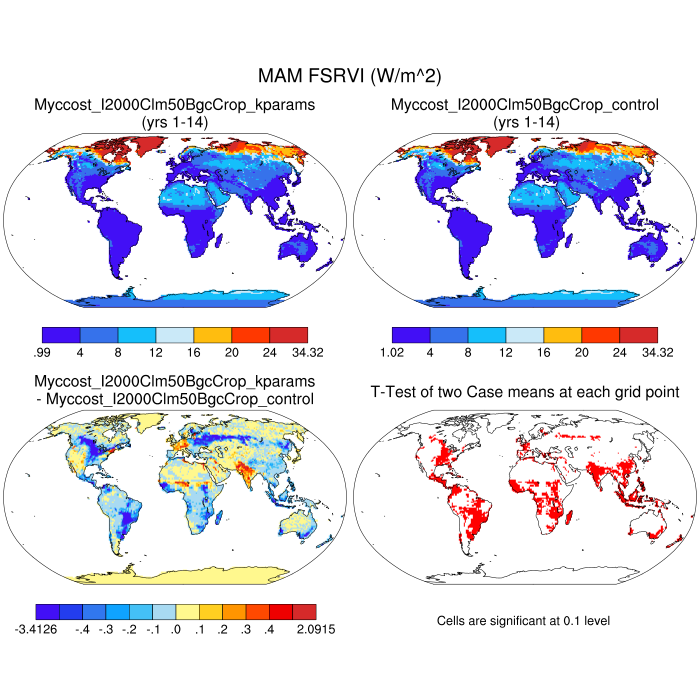 MAM FSRVI (W/m^2)
Myccost_I2000Clm50BgcCrop_kparams
(yrs 1-14)
Myccost_I2000Clm50BgcCrop_control
(yrs 1-14)
.99 4 8 12 16 20 24 34.32
1.02 4 8 12 16 20 24 34.32
Myccost_I2000Clm50BgcCrop_kparams
- Myccost_I2000Clm50BgcCrop_control
T-Test of two Case means at each grid point
-3.4126 -.4 -.3 -.2 -.1 .0 .1 .2 .3 .4 2.0915
Cells are significant at 0.1 level